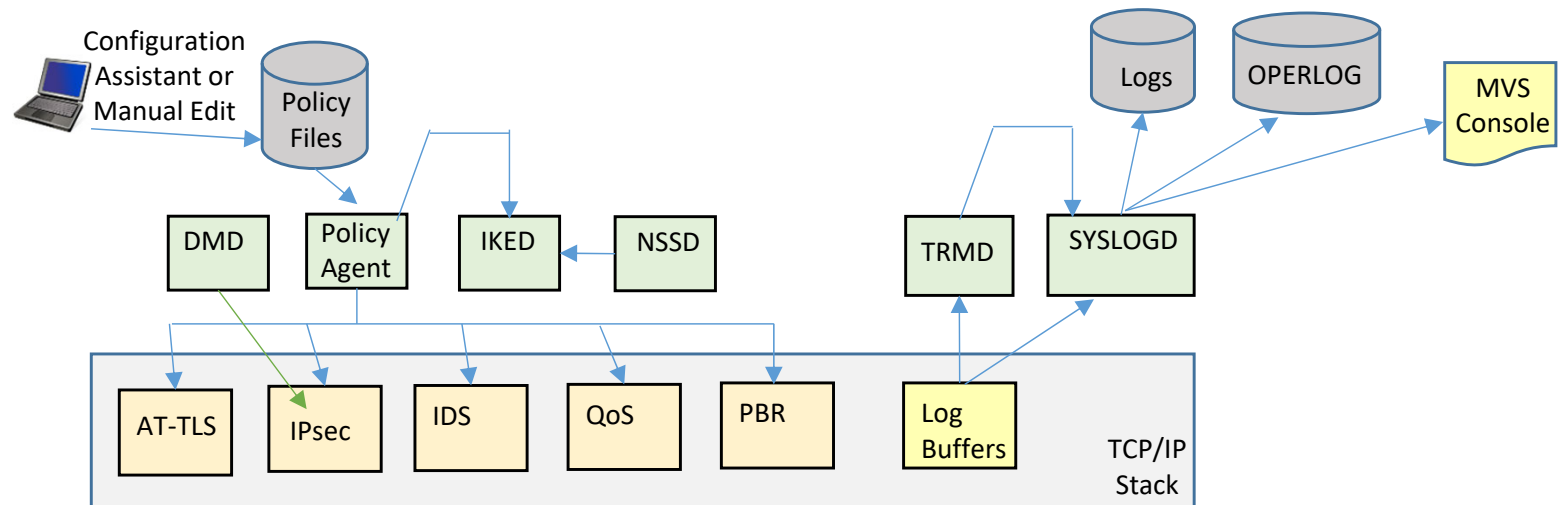 Configuration
Assistant or
Manual Edit
Policy
Files
Logs
OPERLOG
MVS
Console
DMD
Policy
Agent
IKED
NSSD
TRMD
SYSLOGD
AT-TLS
IPsec
IDS
QoS
PBR
Log
Buffers
TCP/IP
Stack